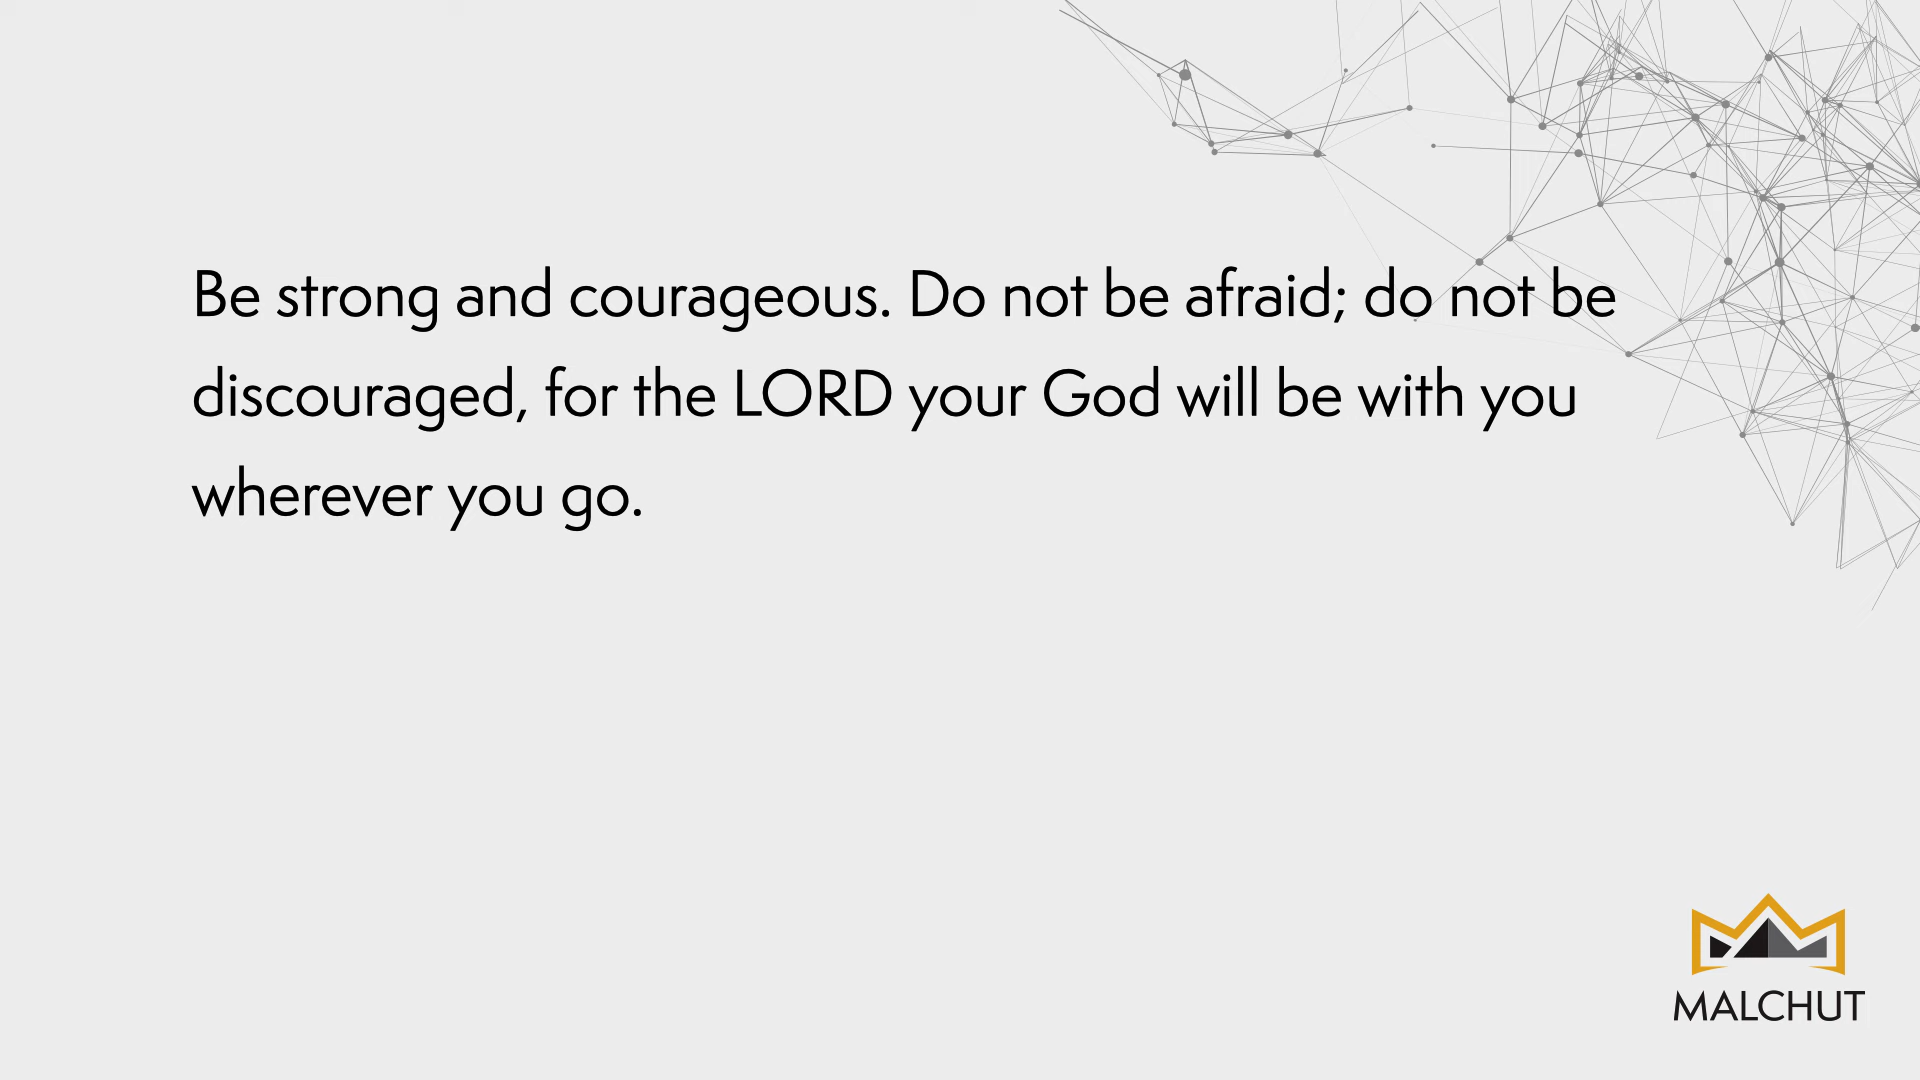 Be strong and courageous. Do not be afraid; do not be
discouraged, for the LORD your God will be with you
wherever you go.
MALCHUT